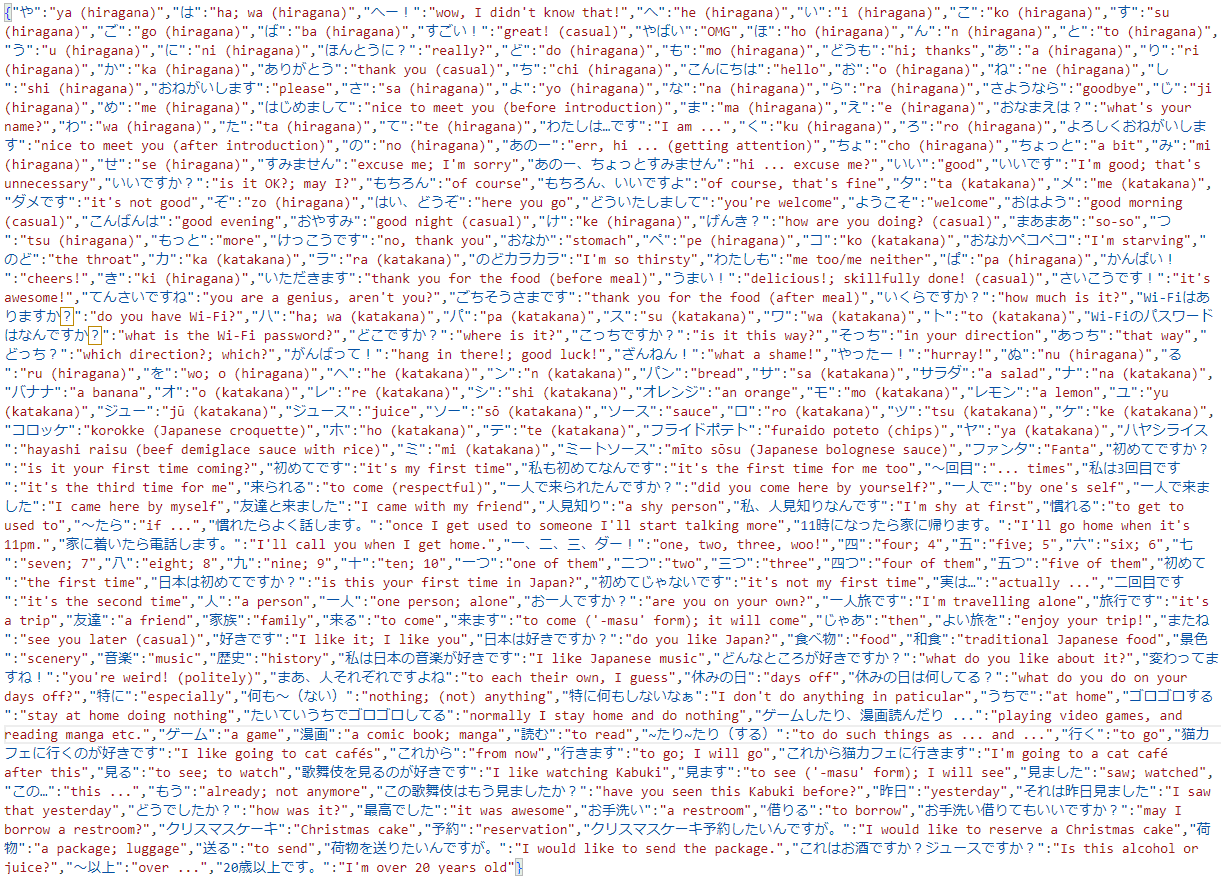 {"や":"ya (hiragana)","は":"ha; wa (hiragana)","へー！":"wow, I didn't know that!","へ":"he (hiragana)","い":"i (hiragana)","こ":"ko (hiragana)","す":"su
(hiragana)","ご":"go (hiragana)","ば":"ba (hiragana)","すごい！":"great! (casual)","やばい":"OMG","ほ":"ho (hiragana)","ん":"n (hiragana)","と":"to (hiragana)",
"う":"u (hiragana)","に":"ni (hiragana)","ほんとうに？":"really?","ど":"do (hiragana)","も":"mo (hiragana)","どうも":"hi; thanks","あ":"a (hiragana)","り":"ri
(hiragana)","か":"ka (hiragana)","ありがとう":"thank you (casual)","ち":"chi (hiragana)","こんにちは":"hello","お":"o (hiragana)","ね":"ne (hiragana)","し
":"shi (hiragana)","おねがいします":"please","さ":"sa (hiragana)","よ":"yo (hiragana)","な":"na (hiragana)","ら":"ra (hiragana)","さようなら":"goodbye","じ":"ji
(hiragana)","め":"me (hiragana)","はじめまして":"nice to meet you (before introduction)","ま":"ma (hiragana)","え":"e (hiragana)","おなまえは？":"what's your
name?","わ":"wa (hiragana)","た":"ta (hiragana)","て":"te (hiragana)","わたしは…です":"I am ...","く":"ku (hiragana)","ろ":"ro (hiragana)","よろしくおねがいしま
す":"nice to meet you (after introduction)","の":"no (hiragana)","あのー":"err, hi ... (getting attention)","ちょ":"cho (hiragana)","ちょっと":"a bit","み":"mi
(hiragana)","せ":"se (hiragana)","すみません":"excuse me; I'm sorry","あのー、ちょっとすみません":"hi ... excuse me?","いい":"good","いいです":"I'm good; that's
unnecessary","いいですか？":"is it OK?; may I?","もちろん":"of course","もちろん、いいですよ":"of course, that's fine","タ":"ta (katakana)","メ":"me (katakana)",
"ダメです":"it's not good","ぞ":"zo (hiragana)","はい、どうぞ":"here you go","どういたしまして":"you're welcome","ようこそ":"welcome","おはよう":"good morning
(casual)","こんばんは":"good evening","おやすみ":"good night (casual)","け":"ke (hiragana)","げんき？":"how are you doing? (casual)","まあまあ":"so-so","つ
":"tsu (hiragana)","もっと":"more","けっこうです":"no, thank you","おなか":"stomach","ぺ":"pe (hiragana)","コ":"ko (katakana)","おなかペコペコ":"I'm starving","
のど":"the throat","カ":"ka (katakana)","ラ":"ra (katakana)","のどカラカラ":"I'm so thirsty","わたしも":"me too/me neither","ぱ":"pa (hiragana)","かんぱい！
":"cheers!","き":"ki (hiragana)","いただきます":"thank you for the food (before meal)","うまい！":"delicious!; skillfully done! (casual)","さいこうです！":"it's
awesome!","てんさいですね":"you are a genius, aren't you?","ごちそうさまです":"thank you for the food (after meal)","いくらですか？":"how much is it?","Wi-Fiはあ
りますか？":"do you have Wi-Fi?","ハ":"ha; wa (katakana)","パ":"pa (katakana)","ス":"su (katakana)","ワ":"wa (katakana)","ト":"to (katakana)","Wi-Fiのパスワード
はなんですか？":"what is the Wi-Fi password?","どこですか？":"where is it?","こっちですか？":"is it this way?","そっち":"in your direction","あっち":"that way","
どっち？":"which direction?; which?","がんばって！":"hang in there!; good luck!","ざんねん！":"what a shame!","やったー！":"hurray!","ぬ":"nu (hiragana)","る
":"ru (hiragana)","を":"wo; o (hiragana)","ヘ":"he (katakana)","ン":"n (katakana)","パン":"bread","サ":"sa (katakana)","サラダ":"a salad","ナ":"na (katakana)",
"バナナ":"a banana","オ":"o (katakana)","レ":"re (katakana)","シ":"shi (katakana)","オレンジ":"an orange","モ":"mo (katakana)","レモン":"a lemon","ユ":"yu
(katakana)","ジュー":"jū (katakana)","ジュース":"juice","ソー":"sō (katakana)","ソース":"sauce","ロ":"ro (katakana)","ツ":"tsu (katakana)","ケ":"ke (katakana)",
"コロッケ":"korokke (Japanese croquette)","ホ":"ho (katakana)","テ":"te (katakana)","フライドポテト":"furaido poteto (chips)","ヤ":"ya (katakana)","ハヤシライス
":"hayashi raisu (beef demiglace sauce with rice)","ミ":"mi (katakana)","ミートソース":"mīto sōsu (Japanese bolognese sauce)","ファンタ":"Fanta","初めてですか？
":"is it your first time coming?","初めてです":"it's my first time","私も初めてなんです":"it's the first time for me too","〜回目":"... times","私は3回目です
":"it's the third time for me","来られる":"to come (respectful)","一人で来られたんですか？":"did you come here by yourself?","一人で":"by one's self","一人で来ま
した":"I came here by myself","友達と来ました":"I came with my friend","人見知り":"a shy person","私、人見知りなんです":"I'm shy at first","慣れる":"to get to
used to","〜たら":"if ...","慣れたらよく話します。":"once I get used to someone I'll start talking more","11時になったら家に帰ります。":"I'll go home when it's
11pm.","家に着いたら電話します。":"I'll call you when I get home.","一、二、三、ダー！":"one, two, three, woo!","四":"four; 4","五":"five; 5","六":"six; 6","七
":"seven; 7","八":"eight; 8","九":"nine; 9","十":"ten; 10","一つ":"one of them","二つ":"two","三つ":"three","四つ":"four of them","五つ":"five of them","初めて
":"the first time","日本は初めてですか？":"is this your first time in Japan?","初めてじゃないです":"it's not my first time","実は…":"actually ...","二回目です
":"it's the second time","人":"a person","一人":"one person; alone","お一人ですか？":"are you on your own?","一人旅です":"I'm travelling alone","旅行です":"it's
a trip","友達":"a friend","家族":"family","来る":"to come","来ます":"to come ('-masu' form); it will come","じゃあ":"then","よい旅を":"enjoy your trip!","またね
":"see you later (casual)","好きです":"I like it; I like you","日本は好きですか？":"do you like Japan?","食べ物":"food","和食":"traditional Japanese food","景色
":"scenery","音楽":"music","歴史":"history","私は日本の音楽が好きです":"I like Japanese music","どんなところが好きですか？":"what do you like about it?","変わってま
すね！":"you're weird! (politely)","まあ、人それぞれですよね":"to each their own, I guess","休みの日":"days off","休みの日は何してる？":"what do you do on your
days off?","特に":"especially","何も〜（ない）":"nothing; (not) anything","特に何もしないなぁ":"I don't do anything in paticular","うちで":"at home","ゴロゴロする
":"stay at home doing nothing","たいていうちでゴロゴロしてる":"normally I stay home and do nothing","ゲームしたり、漫画読んだり ...":"playing video games, and
reading manga etc.","ゲーム":"a game","漫画":"a comic book; manga","読む":"to read","~たり~たり（する）":"to do such things as ... and ...","行く":"to go","猫カ
フェに行くのが好きです":"I like going to cat cafés","これから":"from now","行きます":"to go; I will go","これから猫カフェに行きます":"I'm going to a cat café
after this","見る":"to see; to watch","歌舞伎を見るのが好きです":"I like watching Kabuki","見ます":"to see ('-masu' form); I will see","見ました":"saw; watched",
"この…":"this ...","もう":"already; not anymore","この歌舞伎はもう見ましたか？":"have you seen this Kabuki before?","昨日":"yesterday","それは昨日見ました":"I saw
that yesterday","どうでしたか？":"how was it?","最高でした":"it was awesome","お手洗い":"a restroom","借りる":"to borrow","お手洗い借りてもいいですか？":"may I
borrow a restroom?","クリスマスケーキ":"Christmas cake","予約":"reservation","クリスマスケーキ予約したいんですが。":"I would like to reserve a Christmas cake","荷
物":"a package; luggage","送る":"to send","荷物を送りたいんですが。":"I would like to send the package.","これはお酒ですか？ジュースですか？":"Is this alcohol or
juice?","〜以上":"over ...","20歳以上です。":"I'm over 20 years old"}